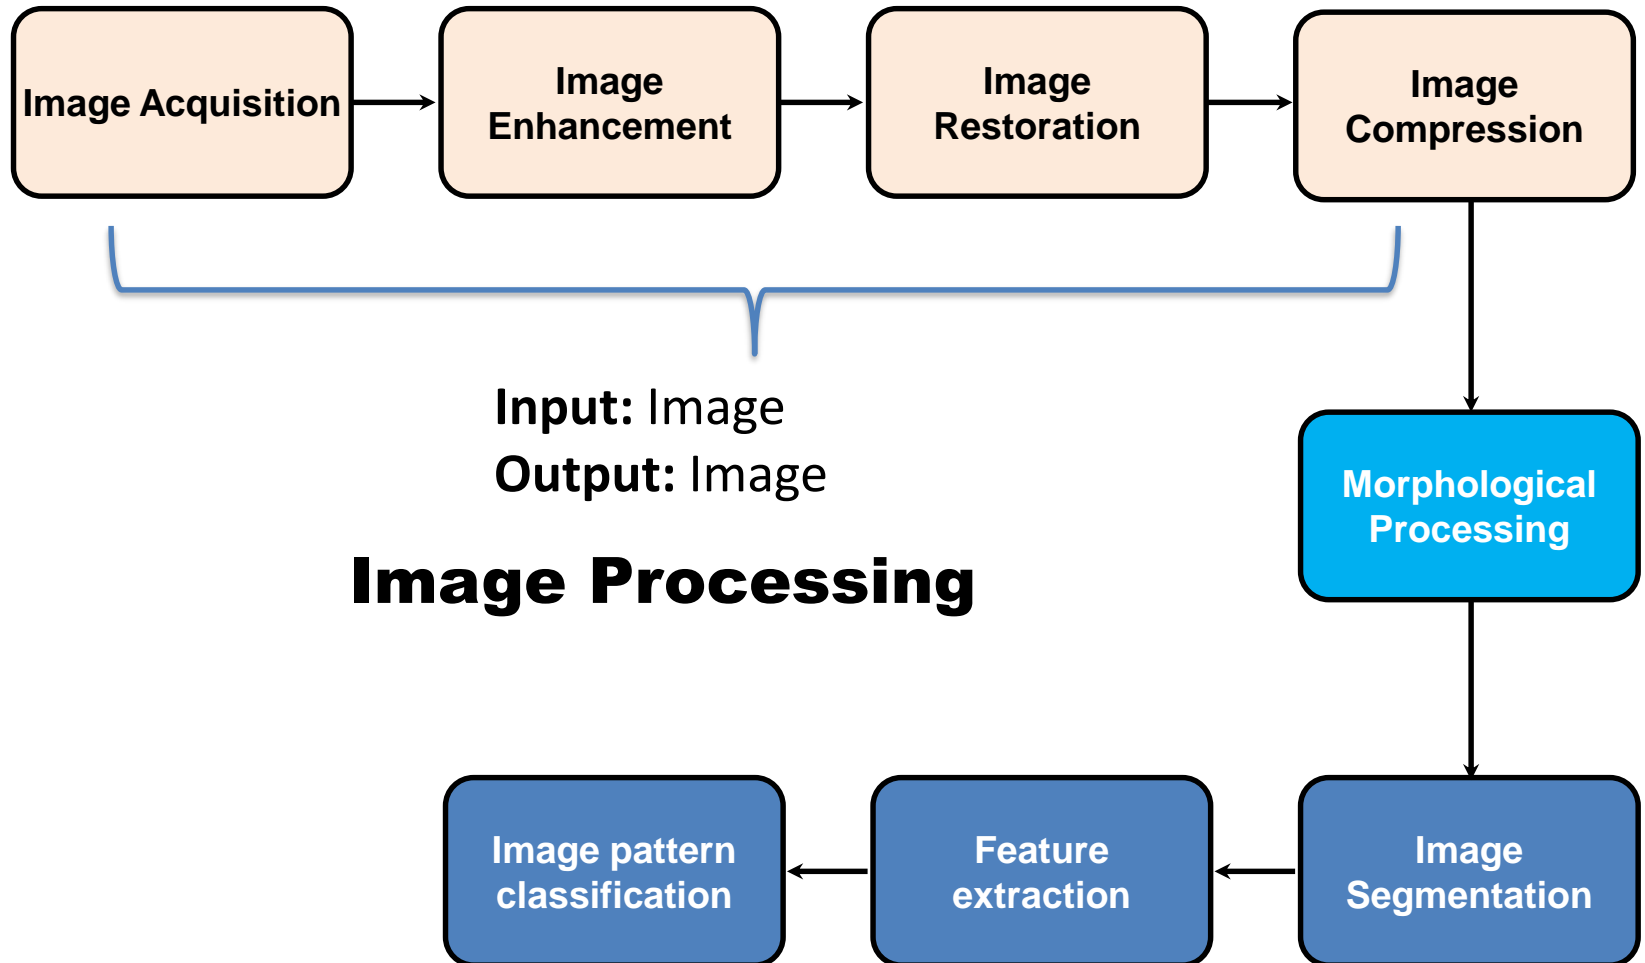 Image Acquisition
Image
Enhancement
Image
Restoration
Image
Compression
Input: Image
Output: Image
Image Processing
Morphological
Processing
Image pattern
classification
Feature
extraction
Image
Segmentation